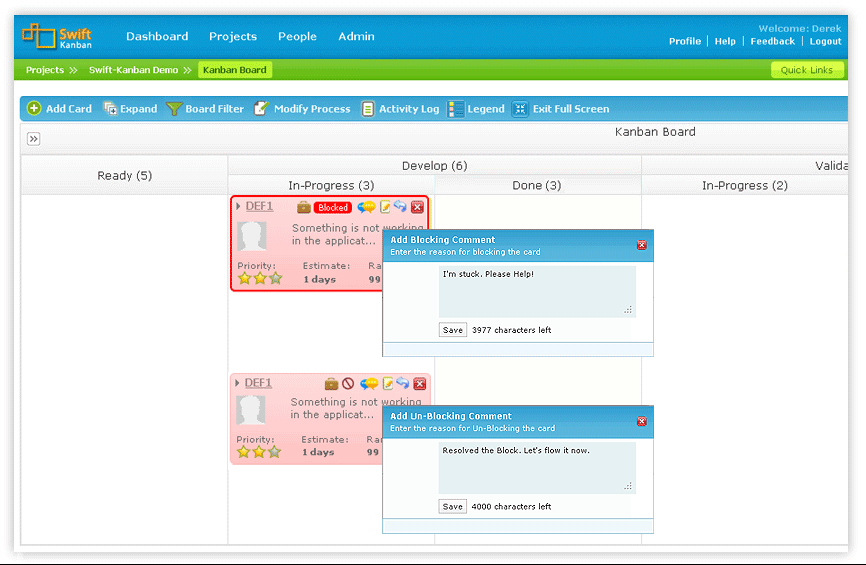 Swift
Kanban
Dashboard
Projects
People
Admin
Welcome: Derek
Profile | Help | Feedback | Logout
Projects >> Swift-Kanban Demo >> Kanban Board
Quick Links
Add Card
Expand
Board Filter
Modify Process
Activity Log
Legend
Exit Full Screen
Kanban Board
Ready (5)
Develop (6)
Valida
In-Progress (3)
Done (3)
In-Progress (2)
DEF1
Blocked
Something is not working
in the applicat...
Priority:
Estimate:
Ra
1 days
99
Add Blocking Comment
Enter the reason for blocking the card
I'm stuck. Please Help!
Save
3977 characters left
DEF1
Something is not working
in the applicat...
Priority:
Estimate:
Ra
1 days
99
Add Un-Blocking Comment
Enter the reason for Un-Blocking the card
Resolved the Block. Let's flow it now.
Save
4000 characters left